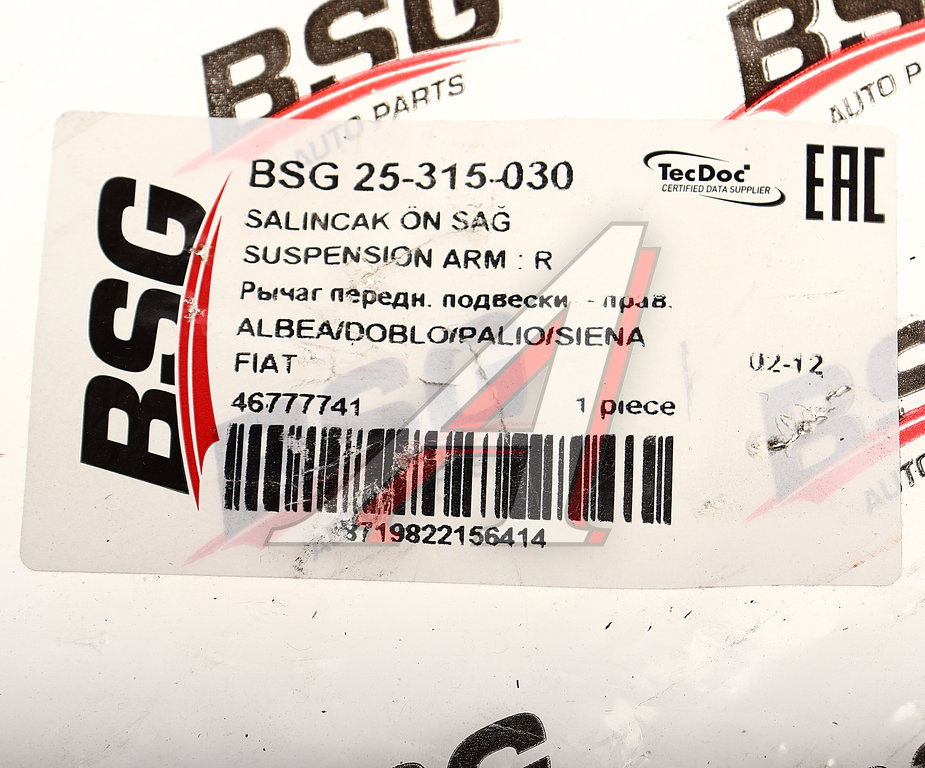 BSG
AUTO PARTS
AUTO P
BSG
BSG 25-315-030
TecDoc
CERTIFIED DATA SUPPLIER
EAC
SALINCAK ÖN SAĞ
SUSPENSION ARM : R
Рычаг передн. подвески - прав.
ALBEA/DOBLO/PALIO/SIENA
FIAT
02-12
46777741
1 piece
8719822156414